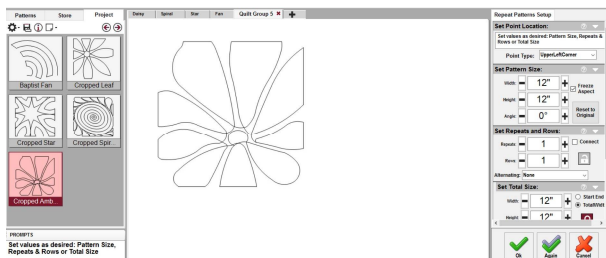 Patterns Store Project
Daisy Spiral Star Fan Quilt Group 5
Baptist Fan Cropped Leaf
Cropped Star Cropped Spir...
Cropped Amb...
PROMPTS
Set values as desired: Pattern Size,
Repeats & Rows or Total Size
Repeat Patterns Setup
Set Point Location:
Set values as desired: Pattern Size, Repeats &
Rows or Total Size
Point Type: UpperLeftCorner
Set Pattern Size:
Width: 12"
Freeze
Aspect
Height: 12"
Angle: 0°
Reset to
Original
Set Repeats and Rows:
Repeats: 1 Connect
Rows: 1
Alternating: None
Set Total Size:
Width: 12"
Start End
TotalWidt
Height: 12"
Ok Again Cancel